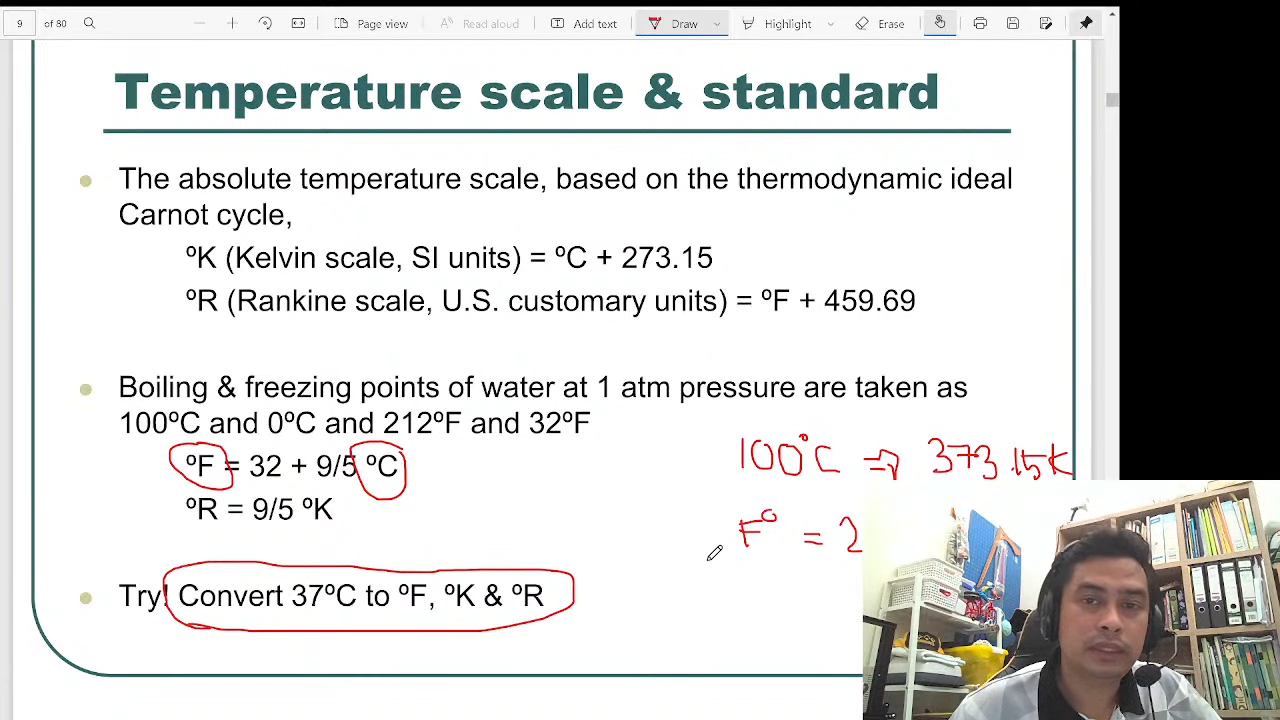 9 of 80 Page view Read aloud Add text Draw Highlight Erase
Temperature scale & standard
The absolute temperature scale, based on the thermodynamic ideal
Carnot cycle,
ºK (Kelvin scale, SI units) = ºC + 273.15
ºR (Rankine scale, U.S. customary units) = ºF + 459.69
Boiling & freezing points of water at 1 atm pressure are taken as
100ºC and 0ºC and 212ºF and 32ºF
ºF = 32 + 9/5 ºC
ºR = 9/5 ºK
100°C ⇒ 373.15K
F° = 2
Try! Convert 37ºC to ºF, ºK & ºR